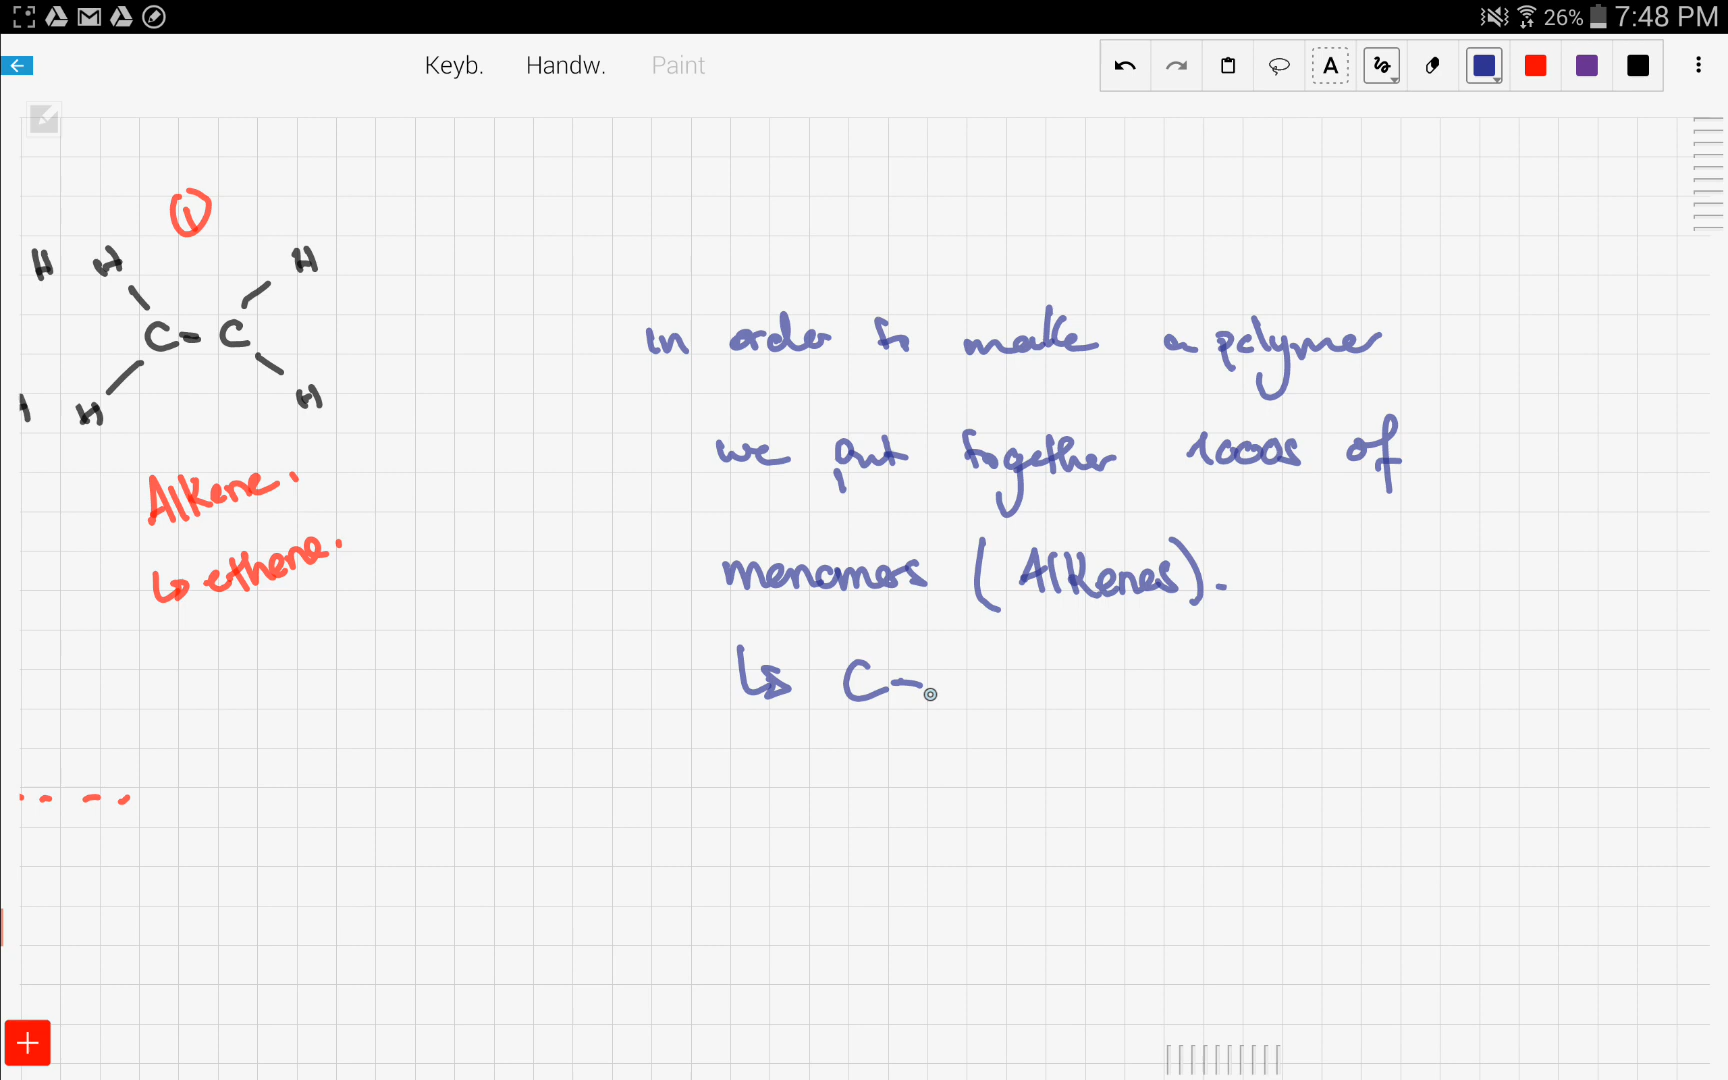 26% 7:48 PM
Keyb. Handw. Paint
A
1
H H H
C - C
H H
Alkene.
↳ ethene.
in order to make a polymer
we put together 1000s of
menomers (Alkenes).
↳ C-